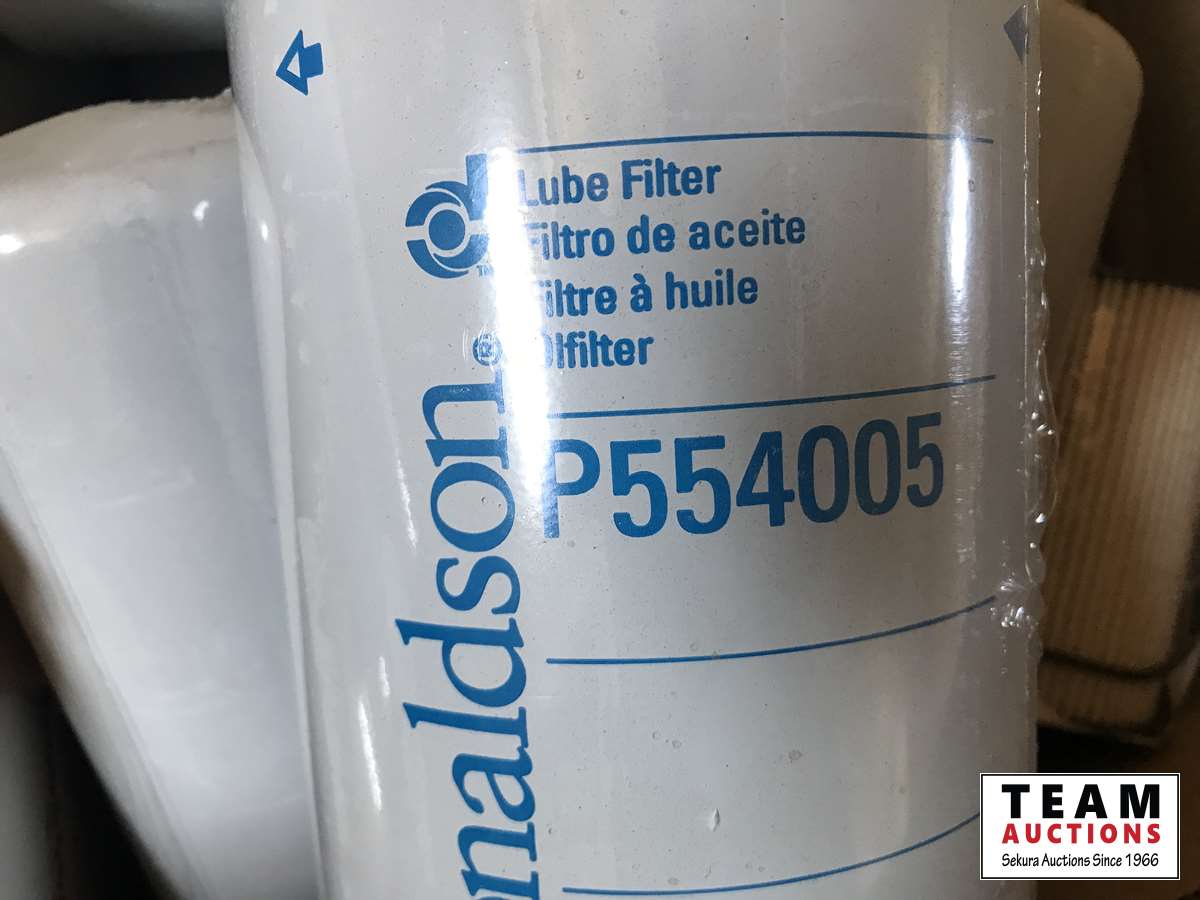 Lube Filter
Filtro de aceite
Filtre à huile
Ölfilter
P554005
naldson®
TEAM
AUCTIONS
Sekura Auctions Since 1966